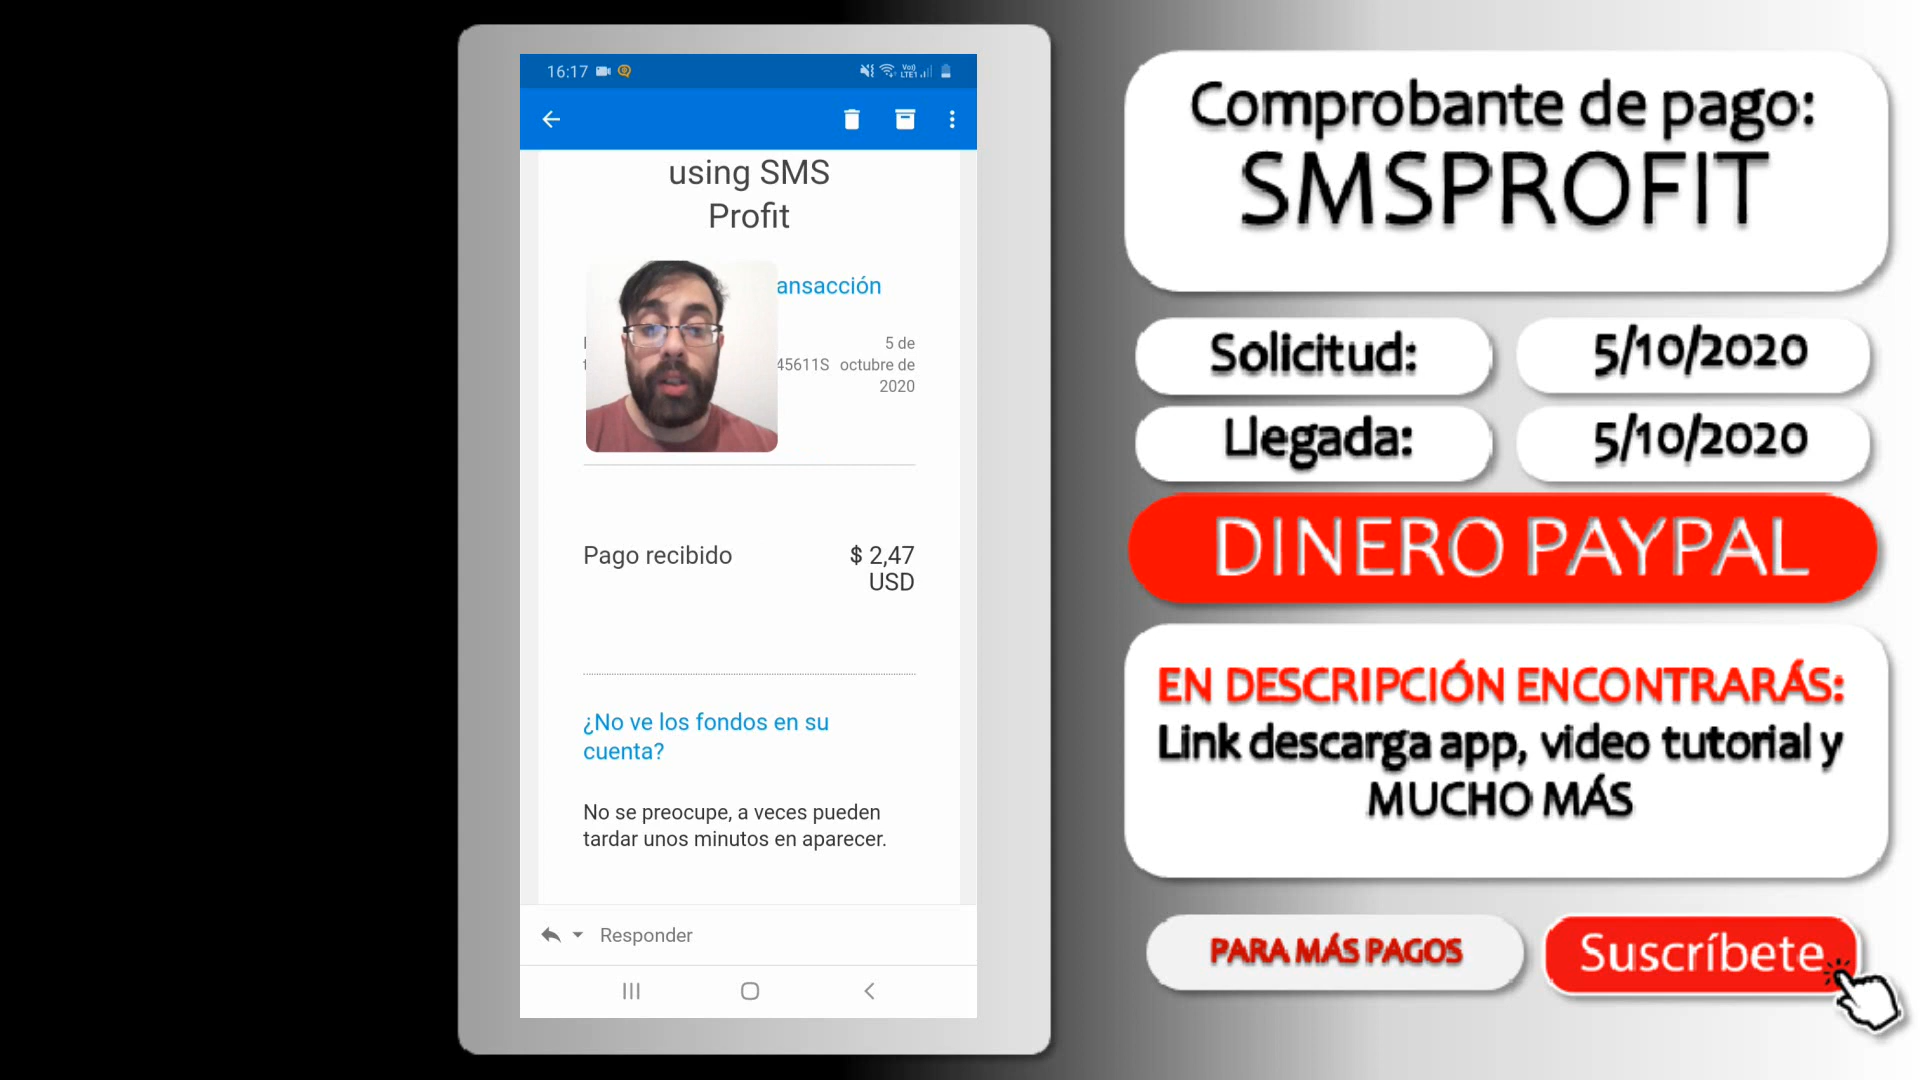 16:17
using SMS
Profit
ansacción
5 de
45611S octubre de
2020
Pago recibido $ 2,47
USD
¿No ve los fondos en su
cuenta?
No se preocupe, a veces pueden
tardar unos minutos en aparecer.
Responder
Comprobante de pago:
SMSPROFIT
Solicitud: 5/10/2020
Llegada: 5/10/2020
DINERO PAYPAL
EN DESCRIPCIÓN ENCONTRARÁS:
Link descarga app, video tutorial y
MUCHO MÁS
PARA MÁS PAGOS
Suscríbete